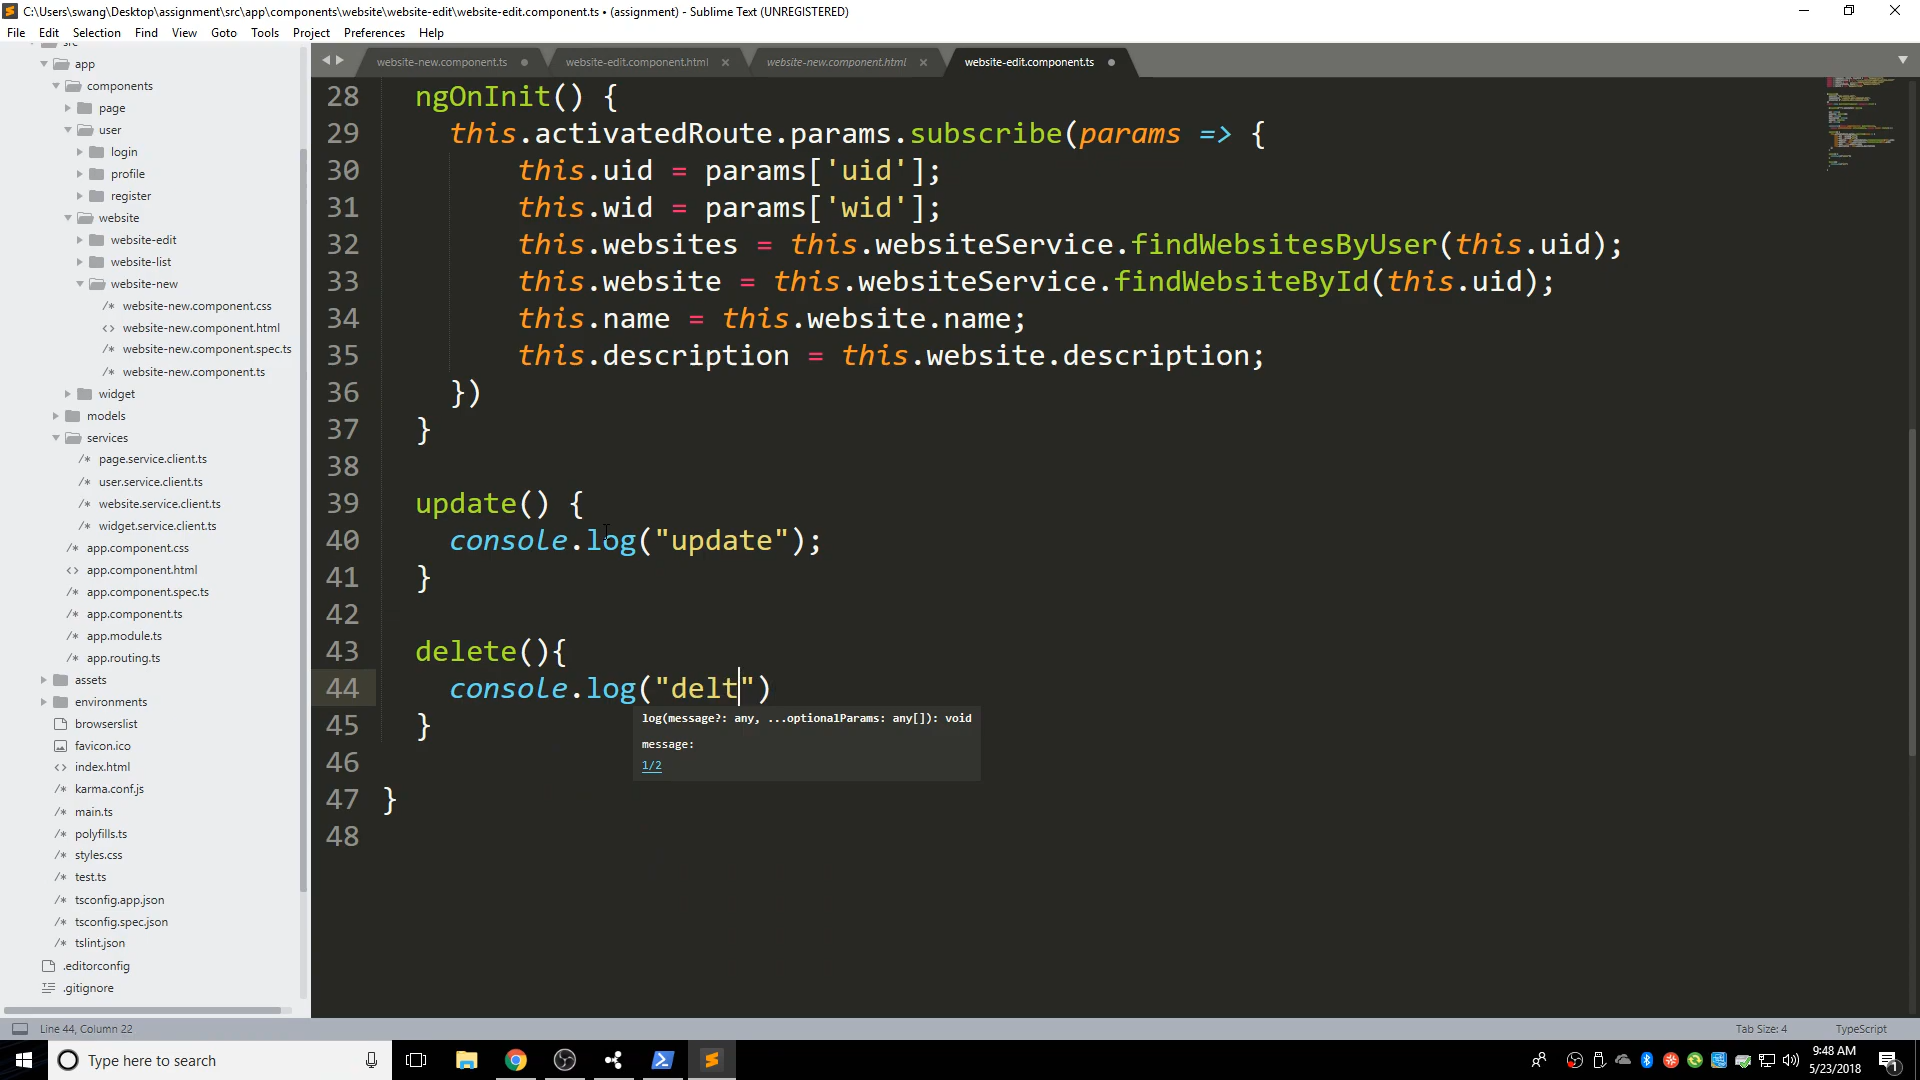 C:\Users\swang\Desktop\assignment\src\app\components\website\website-edit\website-edit.component.ts • (assignment) - Sublime Text (UNREGISTERED)
File Edit Selection Find View Goto Tools Project Preferences Help
website-new.component.ts website-edit.component.html website-new.component.html website-edit.component.ts
src
app
components
page
user
login
profile
register
website
website-edit
website-list
website-new
/* website-new.component.css
<> website-new.component.html
/* website-new.component.spec.ts
/* website-new.component.ts
widget
models
services
/* page.service.client.ts
/* user.service.client.ts
/* website.service.client.ts
/* widget.service.client.ts
/* app.component.css
<> app.component.html
/* app.component.spec.ts
/* app.component.ts
/* app.module.ts
/* app.routing.ts
assets
environments
browserslist
favicon.ico
<> index.html
/* karma.conf.js
/* main.ts
/* polyfills.ts
/* styles.css
/* test.ts
/* tsconfig.app.json
/* tsconfig.spec.json
/* tslint.json
.editorconfig
.gitignore
28 ngOnInit() {
29 this.activatedRoute.params.subscribe(params => {
30 this.uid = params['uid'];
31 this.wid = params['wid'];
32 this.websites = this.websiteService.findWebsitesByUser(this.uid);
33 this.website = this.websiteService.findWebsiteById(this.uid);
34 this.name = this.website.name;
35 this.description = this.website.description;
36 })
37 }
38
39 update() {
40 console.log("update");
41 }
42
43 delete(){
44 console.log("delt")
log(message?: any, ...optionalParams: any[]): void
message:
1/2
45 }
46
47 }
48
Line 44, Column 22
Tab Size: 4
TypeScript
Type here to search
9:48 AM
5/23/2018
1